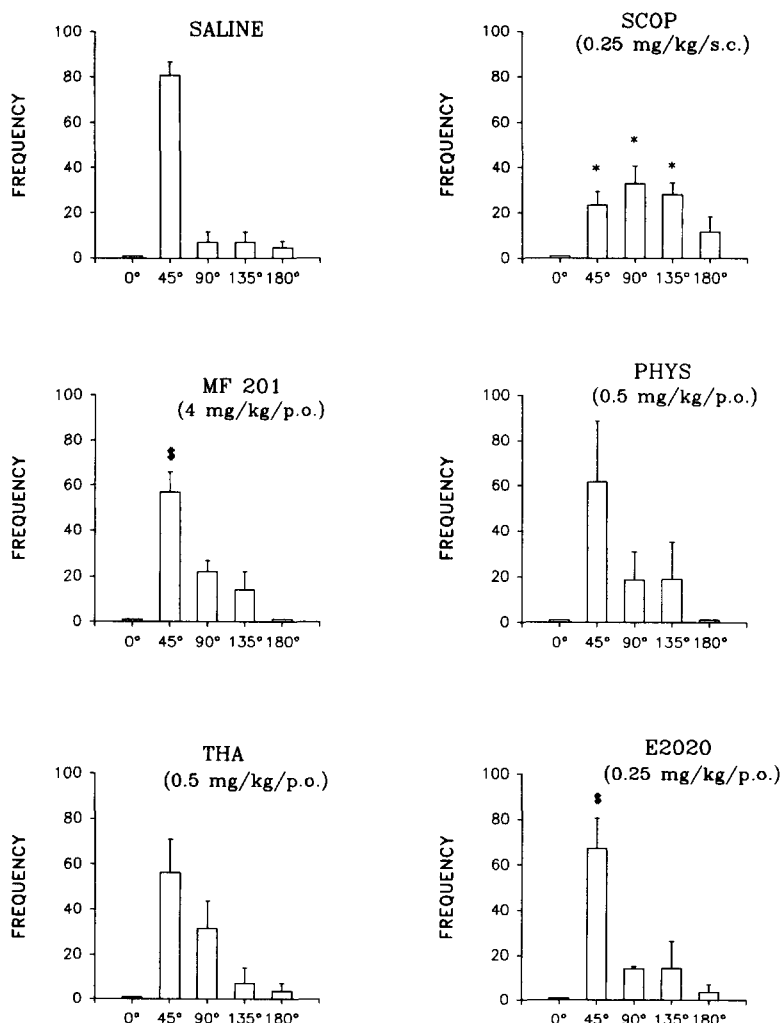 SALINE
FREQUENCY
100
80
60
40
20
0
0° 45° 90° 135° 180°
SCOP
(0.25 mg/kg/s.c.)
FREQUENCY
100
80
60
40
20
0
* * *
0° 45° 90° 135° 180°
MF 201
(4 mg/kg/p.o.)
FREQUENCY
100
80
60
40
20
0
$
0° 45° 90° 135° 180°
PHYS
(0.5 mg/kg/p.o.)
FREQUENCY
100
80
60
40
20
0
0° 45° 90° 135° 180°
THA
(0.5 mg/kg/p.o.)
FREQUENCY
100
80
60
40
20
0
0° 45° 90° 135° 180°
E2020
(0.25 mg/kg/p.o.)
FREQUENCY
100
80
60
40
20
0
$
0° 45° 90° 135° 180°